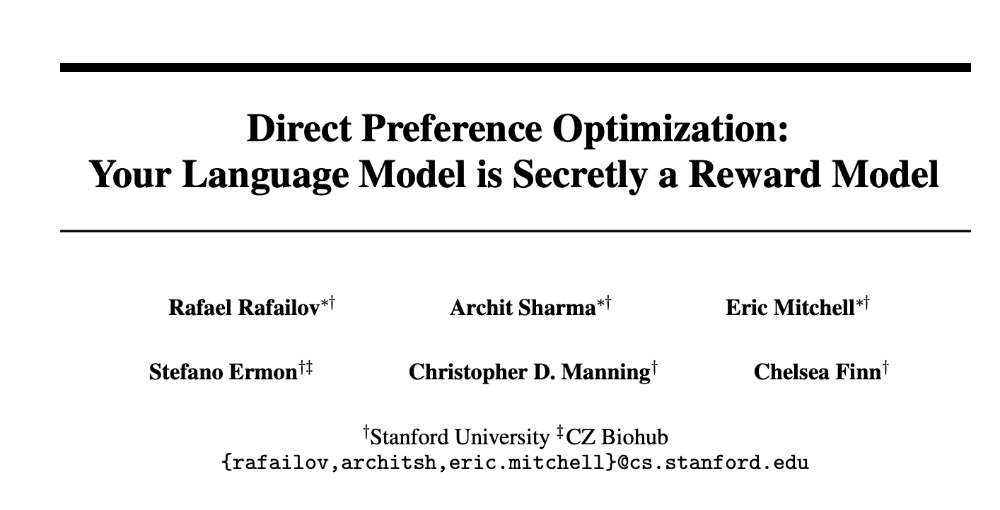 Direct Preference Optimization:
Your Language Model is Secretly a Reward Model
Rafael Rafailov*† Archit Sharma*† Eric Mitchell*†
Stefano Ermon†‡ Christopher D. Manning† Chelsea Finn†
†Stanford University ‡CZ Biohub
{rafailov,architsh,eric.mitchell}@cs.stanford.edu